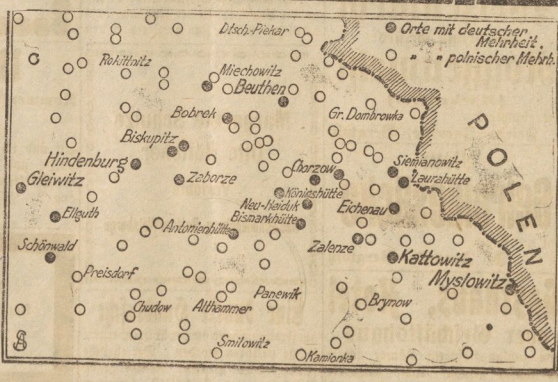 Dtsch.-Piekar
Orte mit deutscher
Mehrheit.
" " polnischer Mehrh.
Rokittnitz
Miechowitz
Beuthen
Bobrek
Gr. Dombrowka
POLEN
Biskupitz
Hindenburg
Chorzow
Siemianowitz
Laurahütte
Gleiwitz
Zaborze
Königshütte
Neu-Heiduk
Eichenau
Ellguth
Antonienhütte
Bismarkhütte
Zalenze
Schönwald
Kattowitz
Myslowitz
Preisdorf
Panewik
Chudow
Althammer
Brynow
Smilowitz
Kamionka